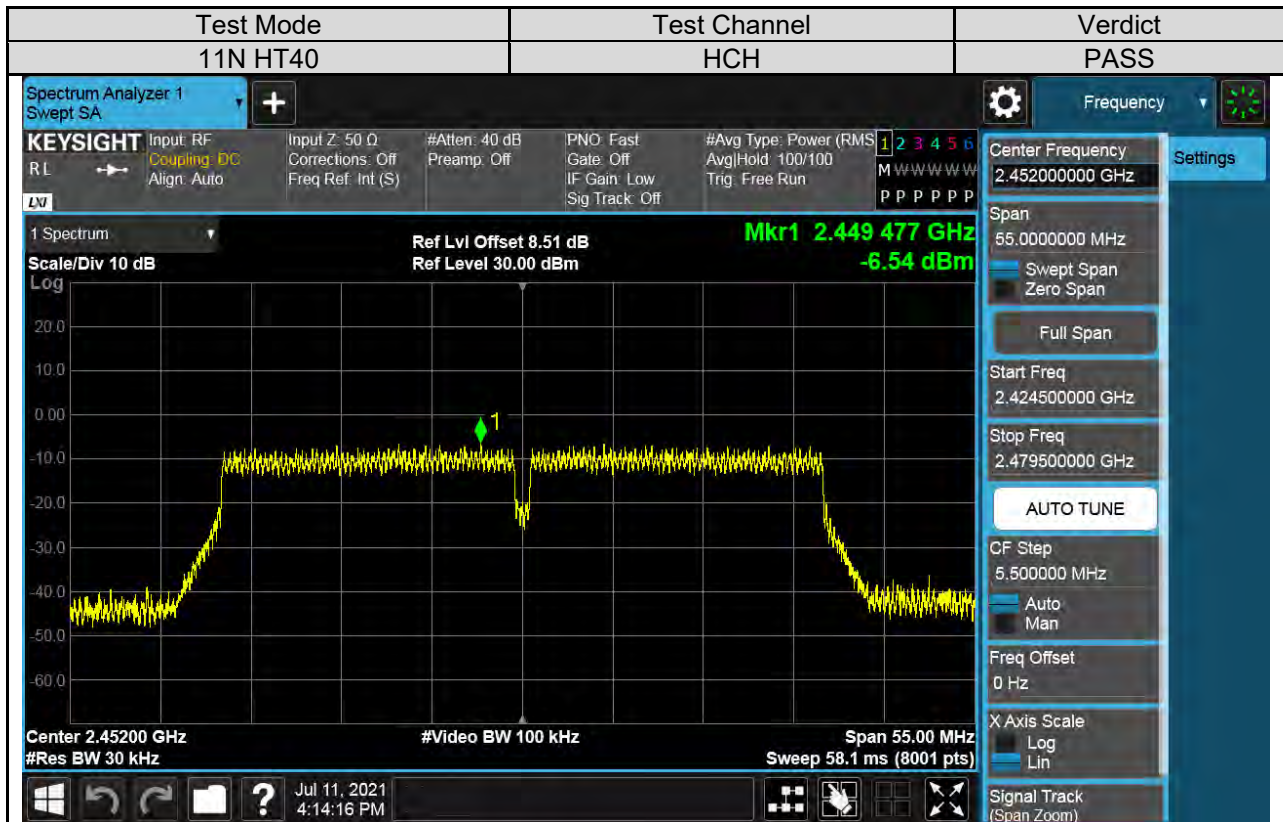 Test Mode Test Channel Verdict
11N HT40 HCH PASS
Spectrum Analyzer 1
Swept SA
+
Frequency
KEYSIGHT
RL
LXI
Input: RF
Coupling: DC
Align: Auto
Input Z: 50 Ω
Corrections: Off
Freq Ref: Int (S)
#Atten: 40 dB
Preamp: Off
PNO: Fast
Gate: Off
IF Gain: Low
Sig Track: Off
#Avg Type: Power (RMS
Avg|Hold: 100/100
Trig: Free Run
1 2 3 4 5 6
M W W W W W
P P P P P P
1 Spectrum
Scale/Div 10 dB
Ref Lvl Offset 8.51 dB
Ref Level 30.00 dBm
Mkr1 2.449 477 GHz
-6.54 dBm
Log
20.0
10.0
0.00
-10.0
-20.0
-30.0
-40.0
-50.0
-60.0
1
Center 2.45200 GHz
#Res BW 30 kHz
#Video BW 100 kHz
Span 55.00 MHz
Sweep 58.1 ms (8001 pts)
Center Frequency
2.452000000 GHz
Settings
Span
55.0000000 MHz
Swept Span
Zero Span
Full Span
Start Freq
2.424500000 GHz
Stop Freq
2.479500000 GHz
AUTO TUNE
CF Step
5.500000 MHz
Auto
Man
Freq Offset
0 Hz
X Axis Scale
Log
Lin
Signal Track
(Span Zoom)
?
Jul 11, 2021
4:14:16 PM